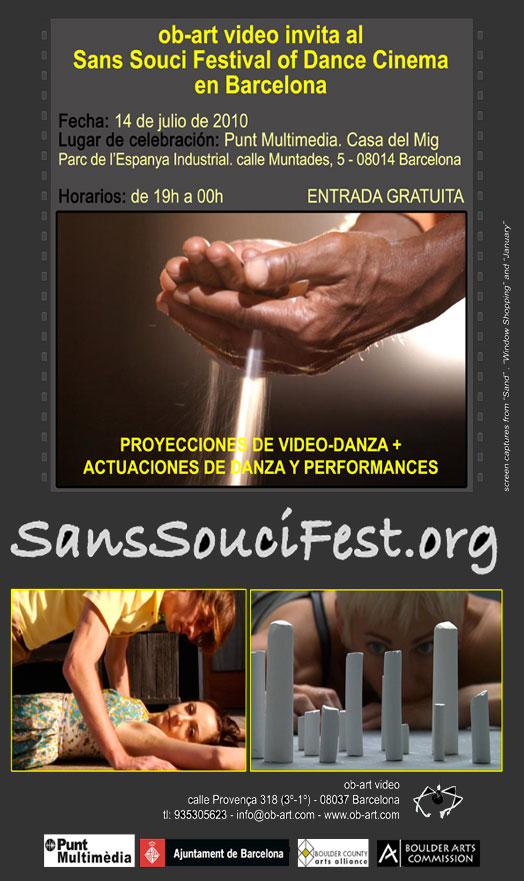 ob-art video invita al
Sans Souci Festival of Dance Cinema
en Barcelona
Fecha: 14 de julio de 2010
Lugar de celebración: Punt Multimedia. Casa del Mig
Parc de l'Espanya Industrial. calle Muntades, 5 - 08014 Barcelona
Horarios: de 19h a 00h ENTRADA GRATUITA
screen captures from "Sand", "Window Shopping" and "January"
PROYECCIONES DE VIDEO-DANZA +
ACTUACIONES DE DANZA Y PERFORMANCES
SansSouciFest.org
ob-art video
calle Provença 318 (3º-1º) - 08037 Barcelona
tl: 935305623 - info@ob-art.com - www.ob-art.com
Punt
Multimèdia
Ajuntament de Barcelona
BOULDER COUNTY
arts alliance
BOULDER ARTS
COMMISSION